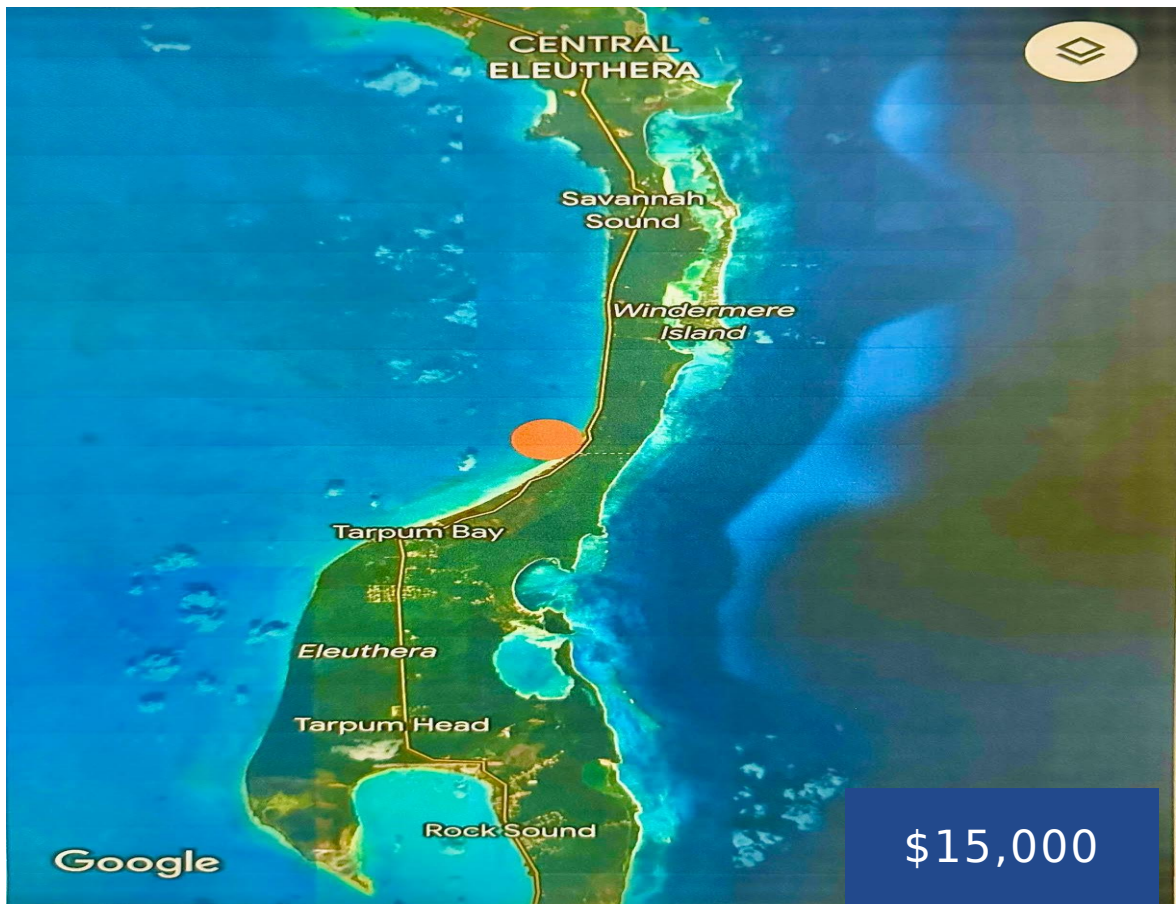 CENTRAL
ELEUTHERA
Savannah
Sound
Windermere
Island
Tarpum Bay
Eleuthera
Tarpum Head
Rock Sound
Google
$15,000